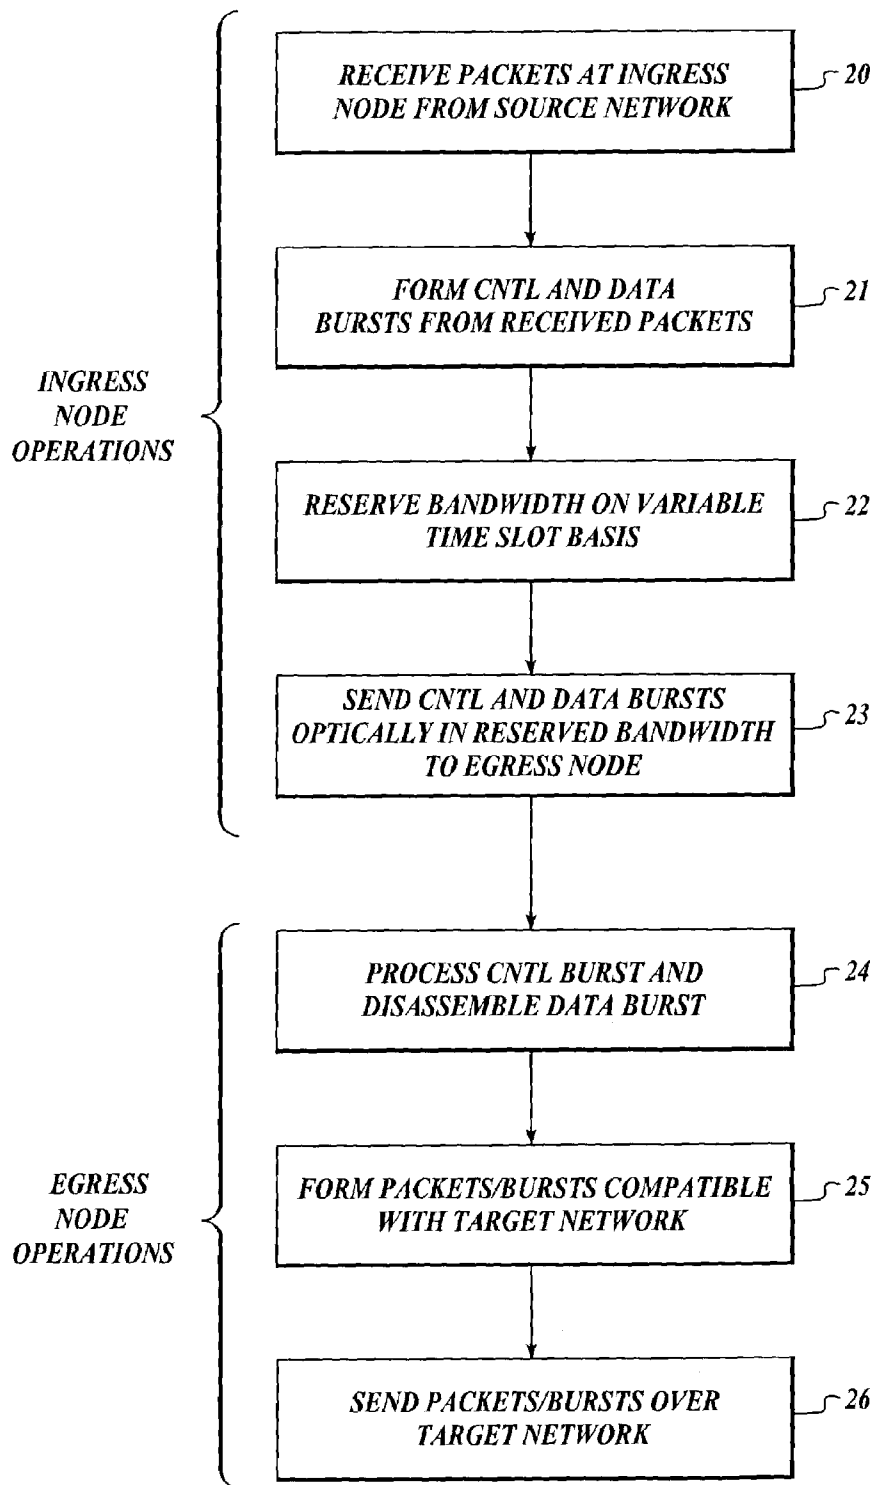 RECEIVE PACKETS AT INGRESS
NODE FROM SOURCE NETWORK
20
FORM CNTL AND DATA
BURSTS FROM RECEIVED PACKETS
21
INGRESS
NODE
OPERATIONS
RESERVE BANDWIDTH ON VARIABLE
TIME SLOT BASIS
22
SEND CNTL AND DATA BURSTS
OPTICALLY IN RESERVED BANDWIDTH
TO EGRESS NODE
23
PROCESS CNTL BURST AND
DISASSEMBLE DATA BURST
24
EGRESS
NODE
OPERATIONS
FORM PACKETS/BURSTS COMPATIBLE
WITH TARGET NETWORK
25
SEND PACKETS/BURSTS OVER
TARGET NETWORK
26